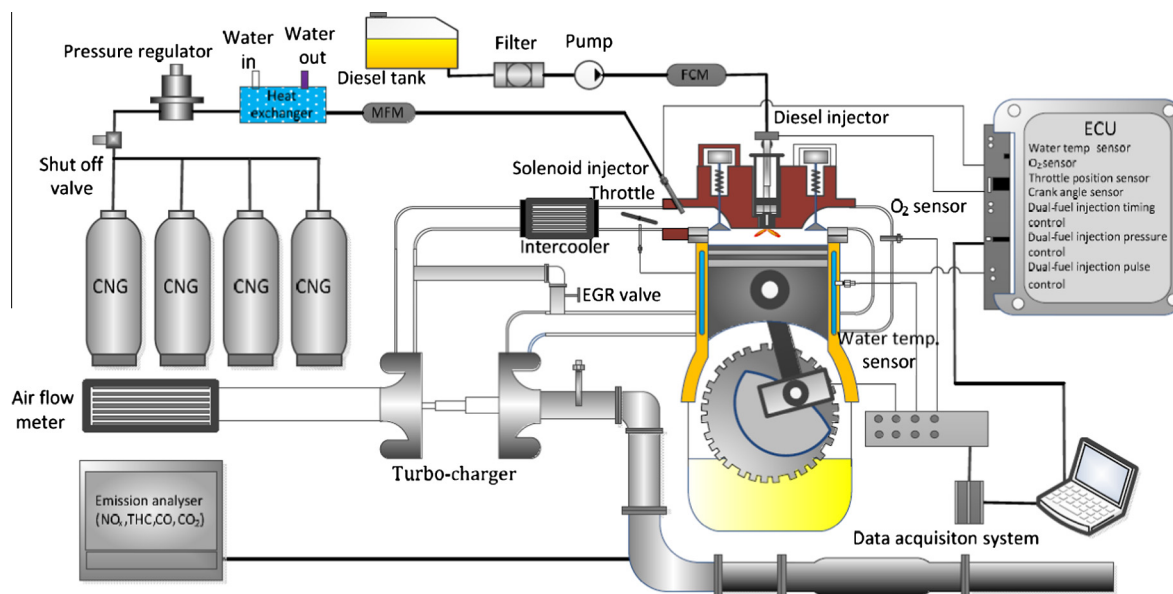 Pressure regulator
Water
in
Water
out
Heat
exchanger
MFM
Diesel tank
Filter
Pump
FCM
Diesel injector
Shut off
valve
CNG
CNG
CNG
CNG
Solenoid injector
Throttle
Intercooler
EGR valve
O₂ sensor
Water temp.
sensor
ECU
Water temp sensor
O₂sensor
Throttle position sensor
Crank angle sensor
Dual-fuel injection timing
control
Dual-fuel injection pressure
control
Dual-fuel injection pulse
control
Air flow
meter
Turbo-charger
Emission analyser
(NOₓ,THC,CO,CO₂)
Data acquisiton system